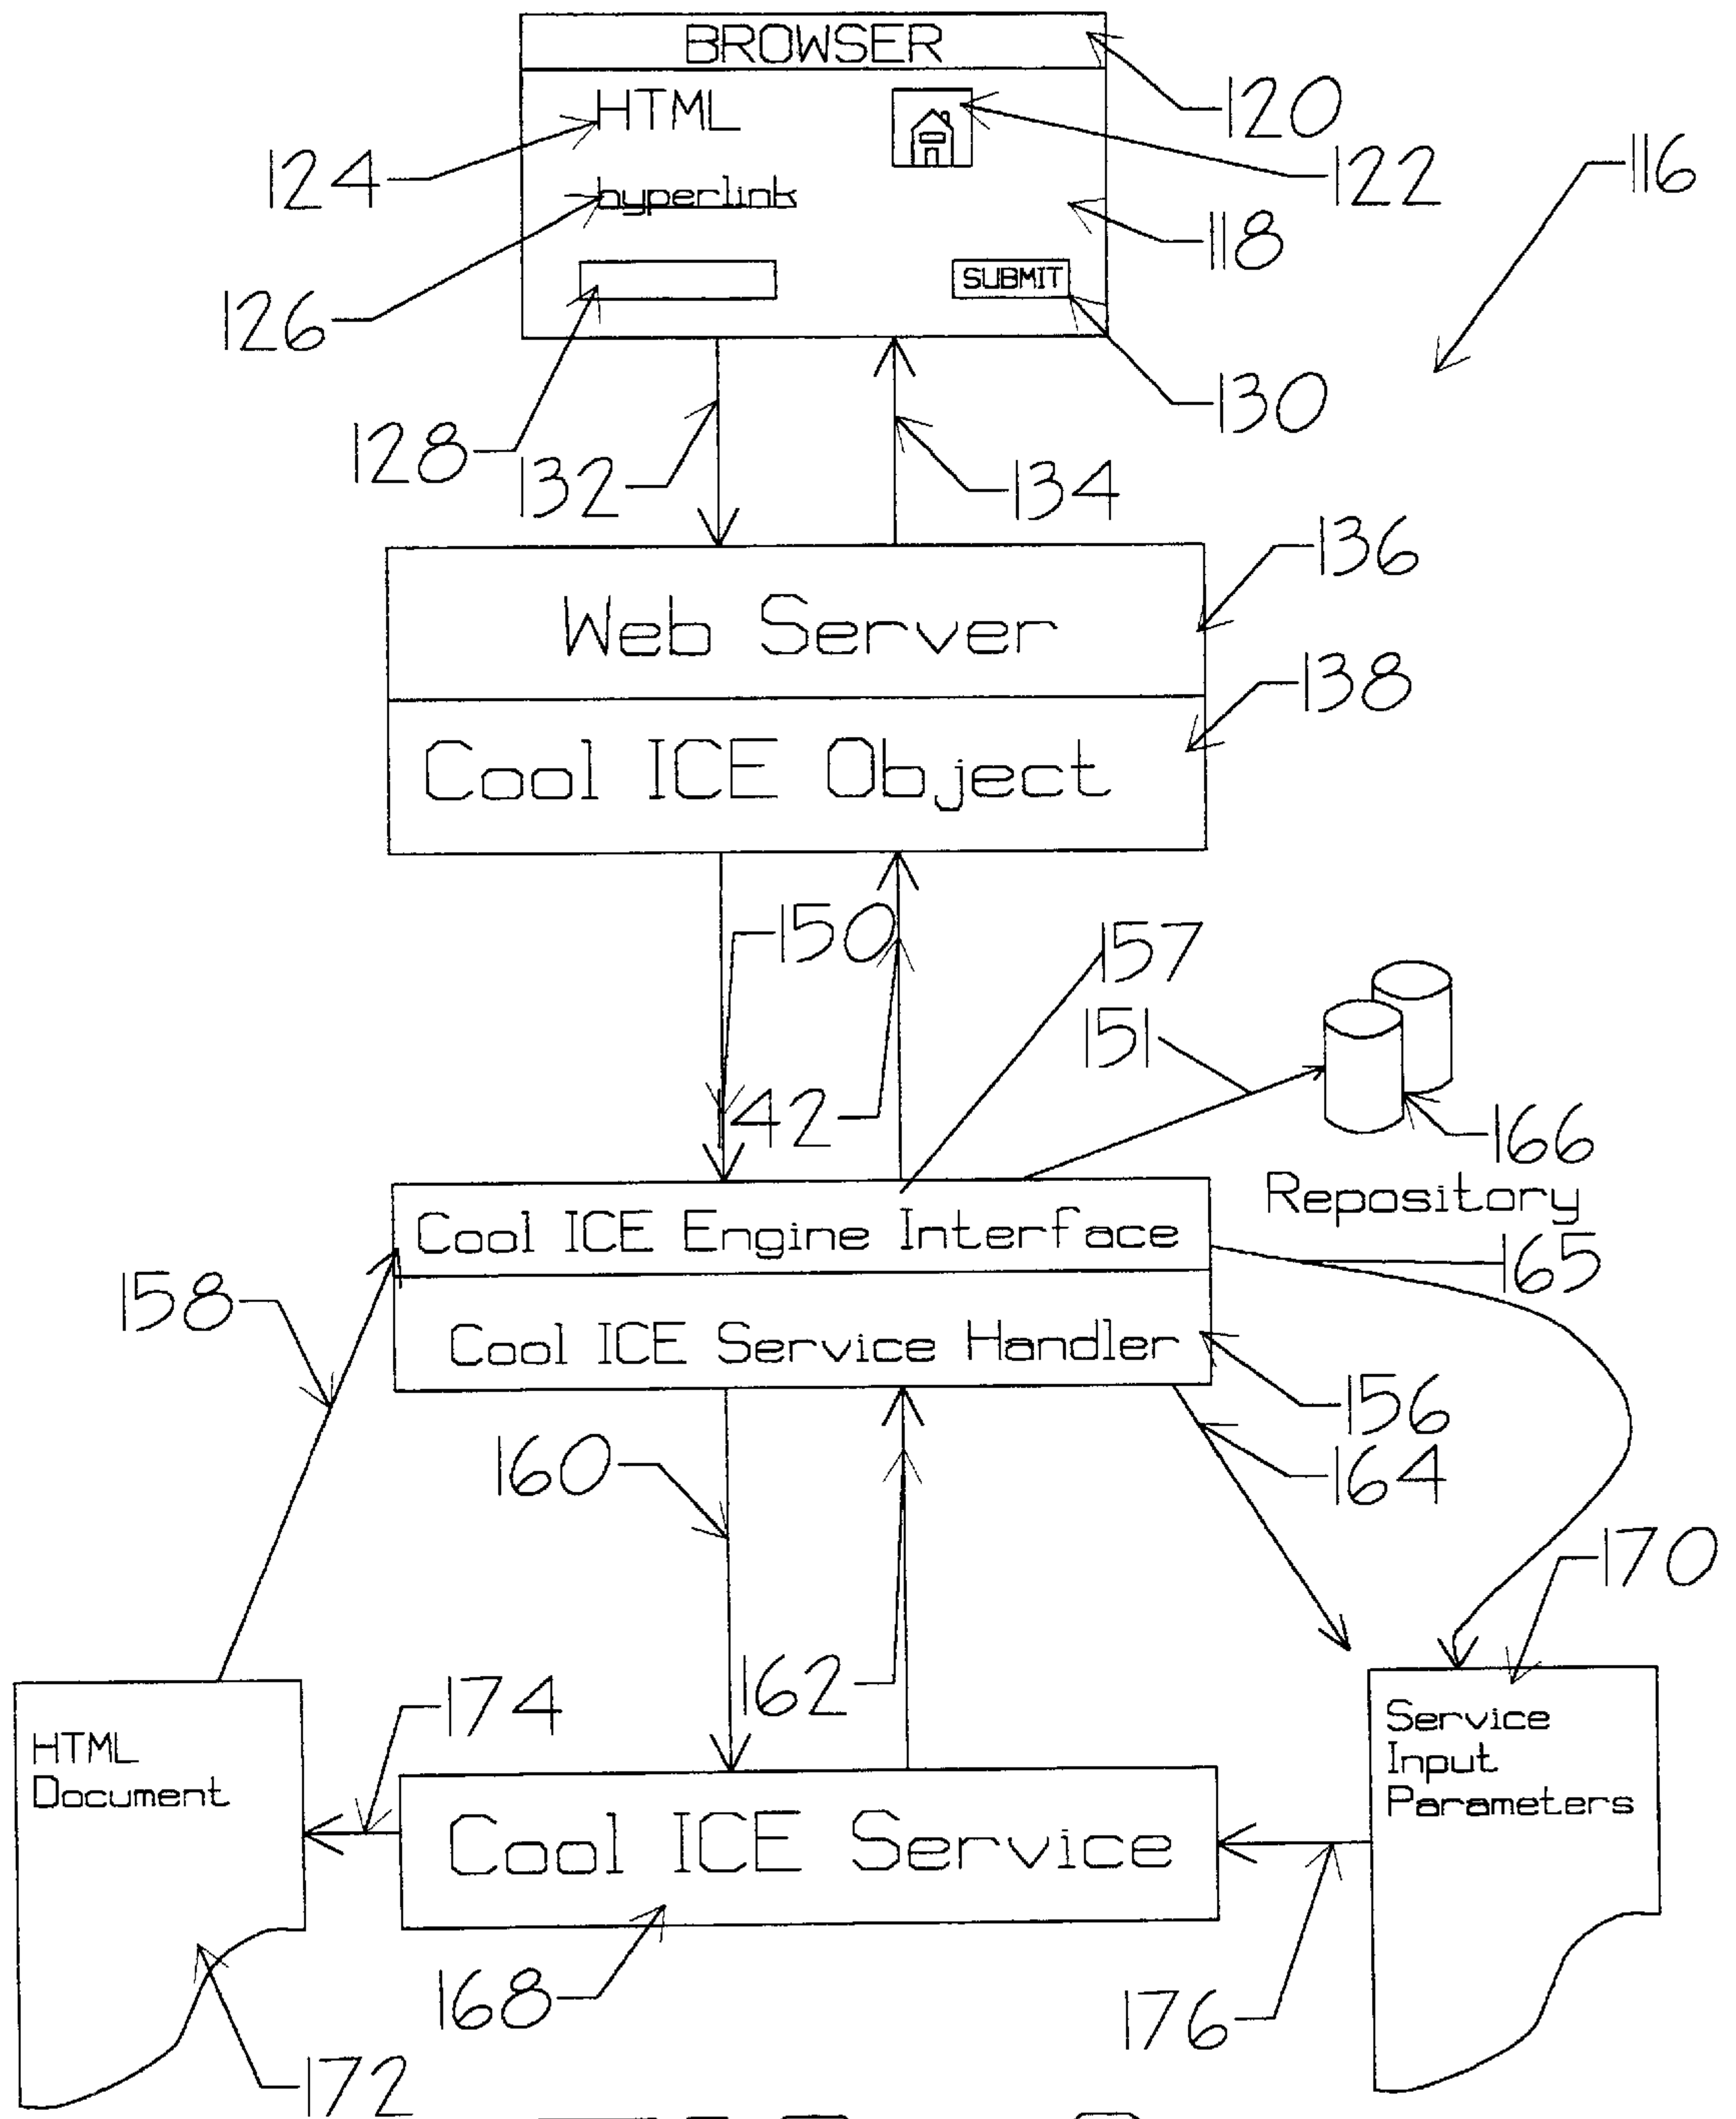 BROWSER
120
HTML
124
122
116
hyperlink
118
126
SUBMIT
130
128
132
134
136
Web Server
138
Cool ICE Object
150
157
151
142
166
Repository
Cool ICE Engine Interface
165
158
Cool ICE Service Handler
156
160
164
170
162
174
Service
Input
Parameters
HTML
Document
Cool ICE Service
168
176
172